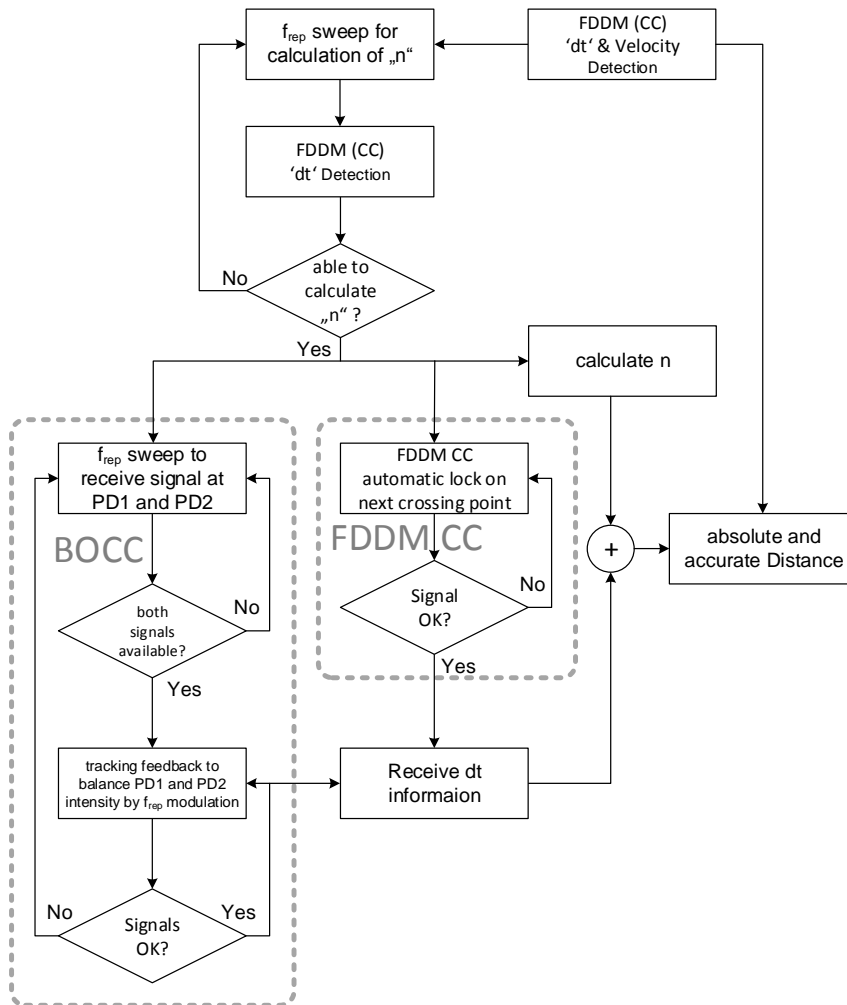 f_rep sweep for
calculation of „n“
FDDM (CC)
‘dt‘ & Velocity
Detection
FDDM (CC)
‘dt‘ Detection
No
able to
calculate
„n“ ?
Yes
calculate n
f_rep sweep to
receive signal at
PD1 and PD2
FDDM CC
automatic lock on
next crossing point
BOCC
FDDM CC
+
absolute and
accurate Distance
both
signals
available?
No
Signal
OK?
No
Yes
Yes
tracking feedback to
balance PD1 and PD2
intensity by f_rep modulation
Receive dt
informaion
No
Signals
OK?
Yes